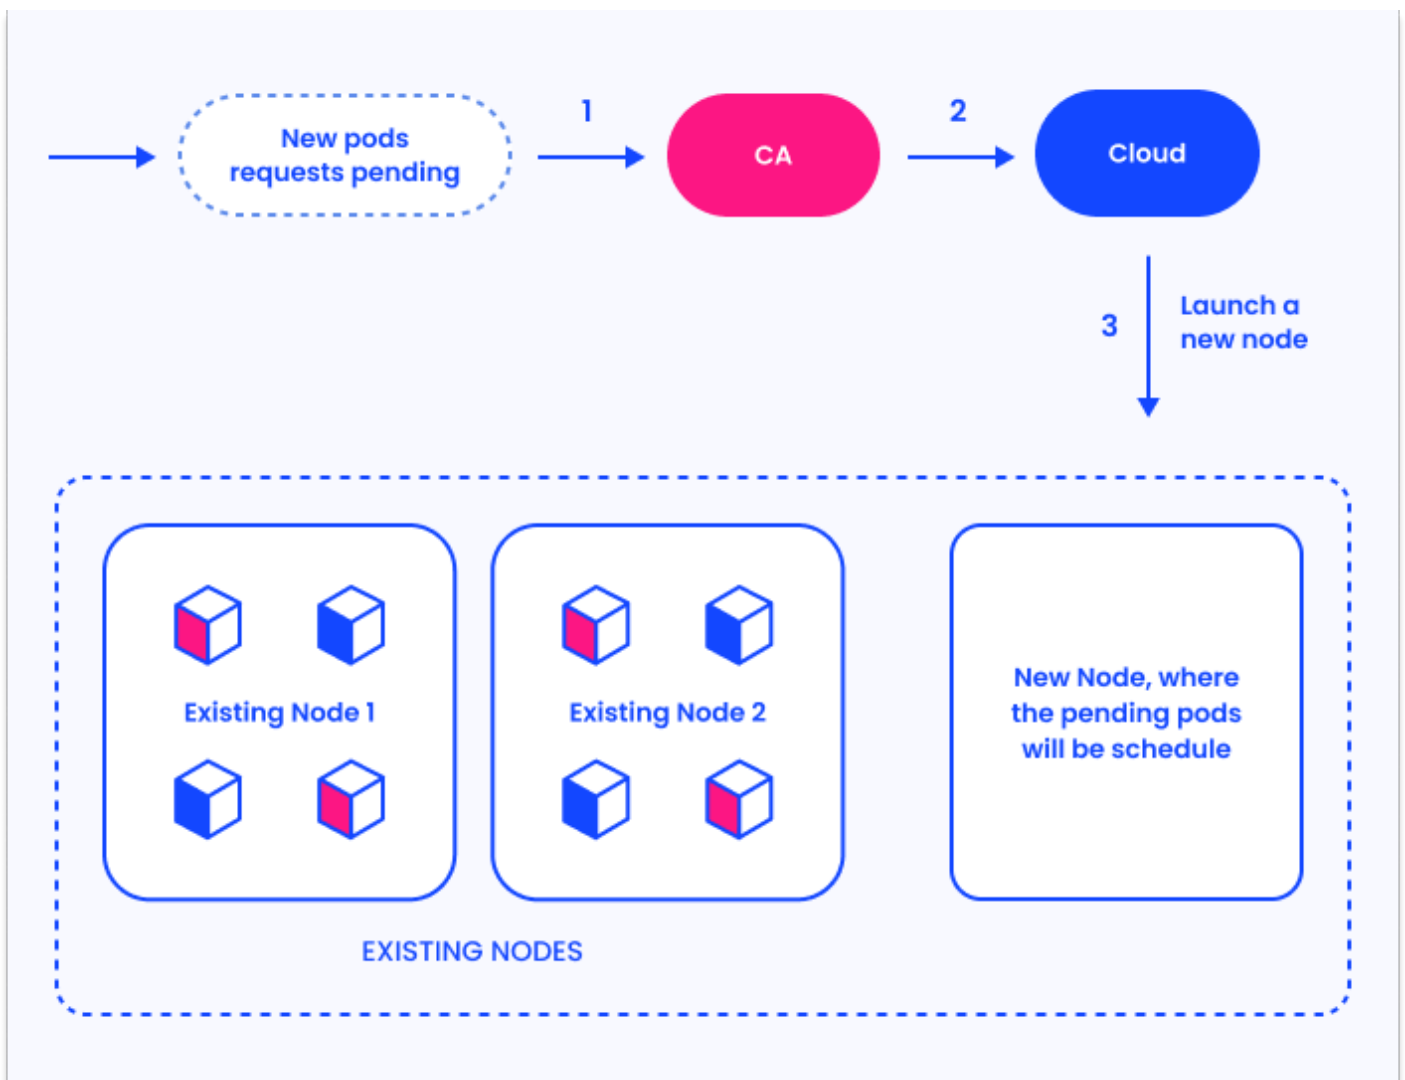 New pods
requests pending
1
CA
2
Cloud
3
Launch a
new node
Existing Node 1
Existing Node 2
New Node, where
the pending pods
will be schedule
EXISTING NODES